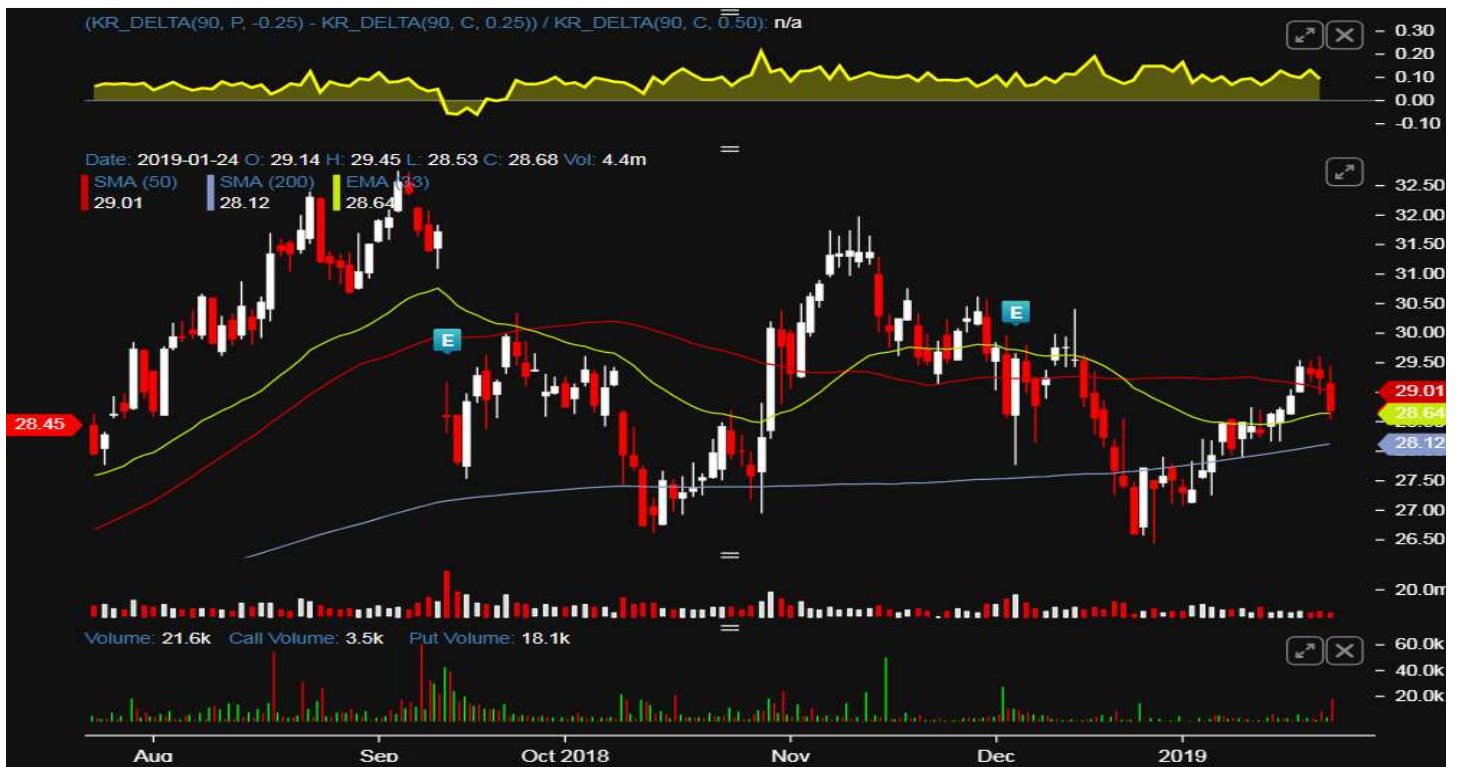 (KR_DELTA(90, P, -0.25) - KR_DELTA(90, C, 0.25)) / KR_DELTA(90, C, 0.50): n/a
0.30
0.20
0.10
0.00
-0.10
Date: 2019-01-24 O: 29.14 H: 29.45 L: 28.53 C: 28.68 Vol: 4.4m
SMA (50) SMA (200) EMA (33)
29.01 28.12 28.64
32.50
32.00
31.50
31.00
30.50
30.00
29.50
29.01
28.64
28.12
27.50
27.00
26.50
28.45
E
E
20.0m
Volume: 21.6k Call Volume: 3.5k Put Volume: 18.1k
60.0k
40.0k
20.0k
Aug Sep Oct 2018 Nov Dec 2019